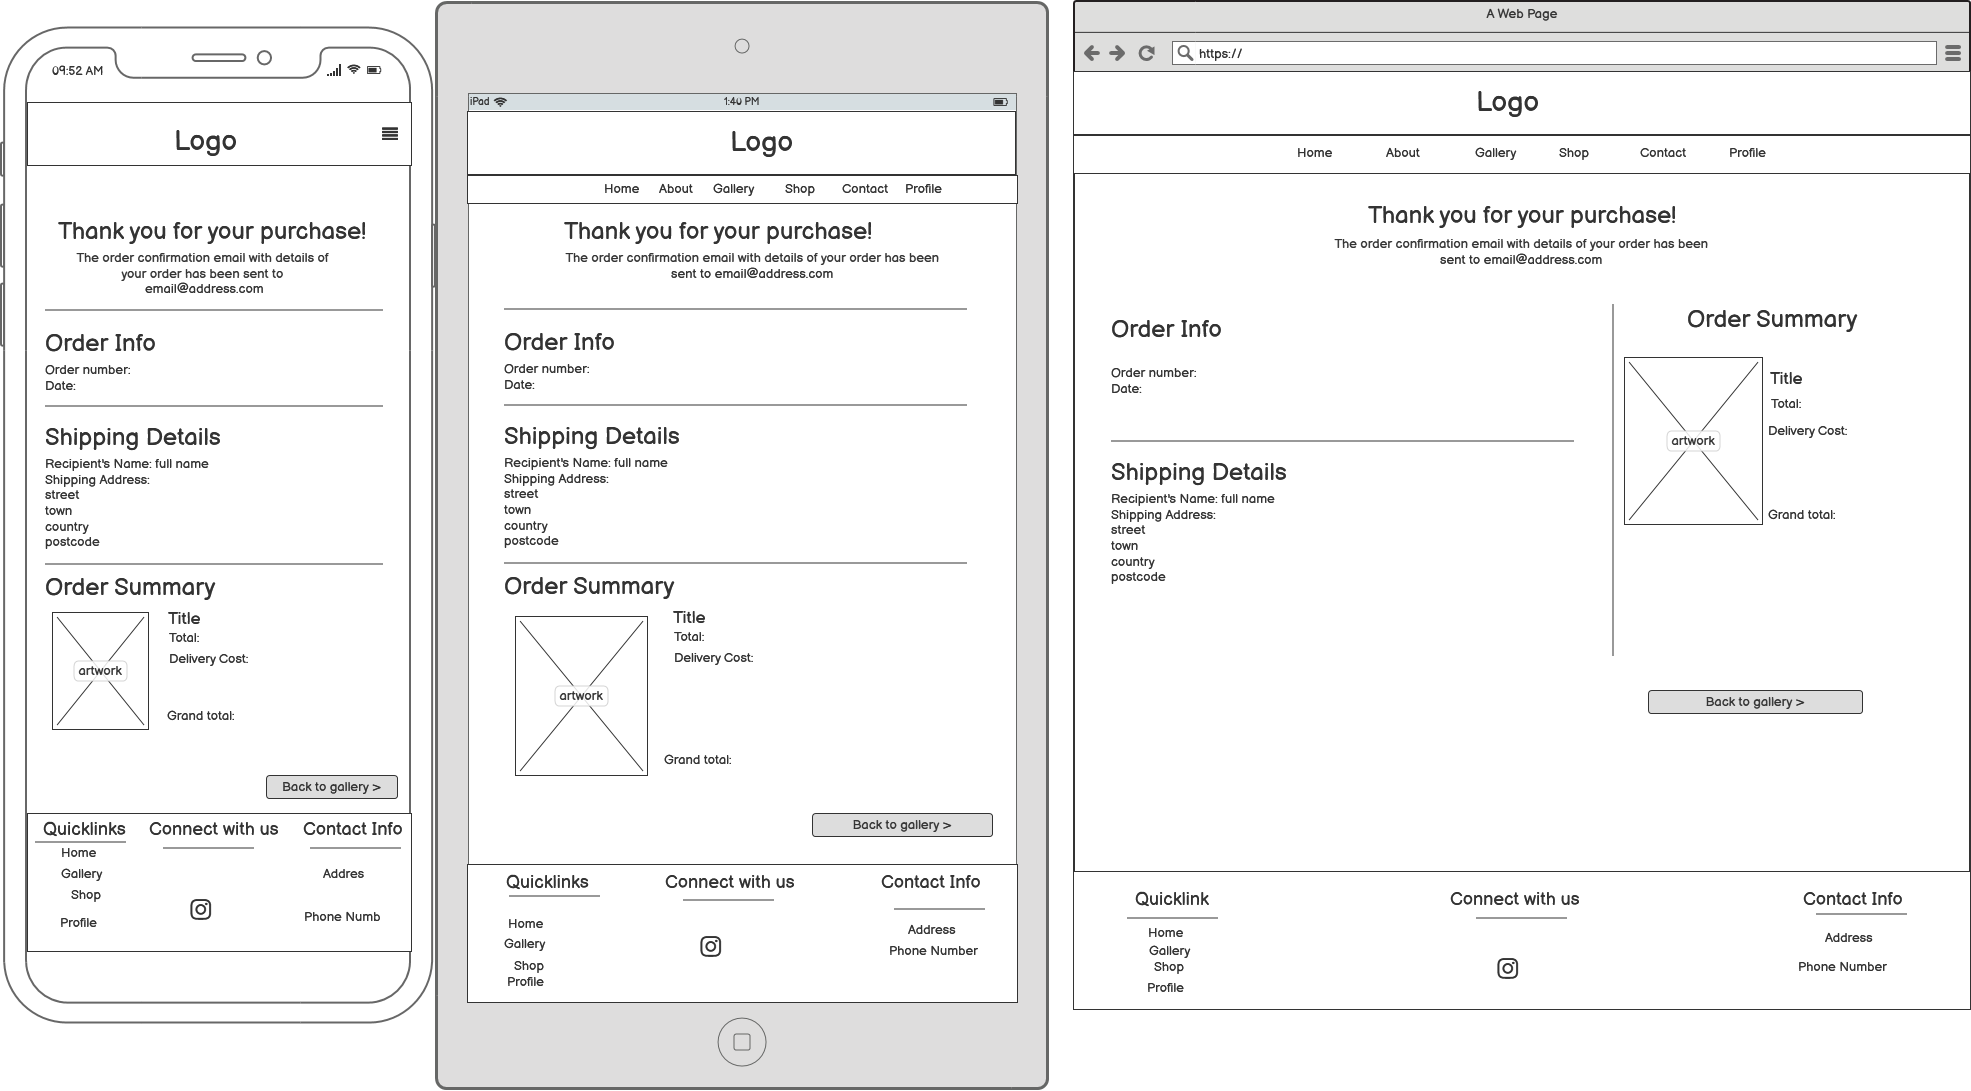 09:52 AM
Logo
Thank you for your purchase!
The order confirmation email with details of
your order has been sent to
email@address.com
Order Info
Order number:
Date:
Shipping Details
Recipient's Name: full name
Shipping Address:
street
town
country
postcode
Order Summary
artwork
Title
Total:
Delivery Cost:
Grand total:
Back to gallery >
Quicklinks
Home
Gallery
Shop
Profile
Connect with us
Contact Info
Addres
Phone Numb
iPad 1:40 PM
Logo
Home About Gallery Shop Contact Profile
Thank you for your purchase!
The order confirmation email with details of your order has been
sent to email@address.com
Order Info
Order number:
Date:
Shipping Details
Recipient's Name: full name
Shipping Address:
street
town
country
postcode
Order Summary
artwork
Title
Total:
Delivery Cost:
Grand total:
Back to gallery >
Quicklinks
Home
Gallery
Shop
Profile
Connect with us
Contact Info
Address
Phone Number
A Web Page
https://
Logo
Home About Gallery Shop Contact Profile
Thank you for your purchase!
The order confirmation email with details of your order has been
sent to email@address.com
Order Info
Order number:
Date:
Shipping Details
Recipient's Name: full name
Shipping Address:
street
town
country
postcode
Order Summary
artwork
Title
Total:
Delivery Cost:
Grand total:
Back to gallery >
Quicklink
Home
Gallery
Shop
Profile
Connect with us
Contact Info
Address
Phone Number